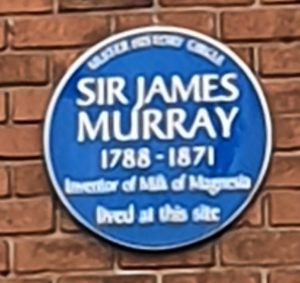 ULSTER HISTORY CIRCLE
SIR JAMES
MURRAY
1788-1871
Inventor of Milk of Magnesia
lived at this site